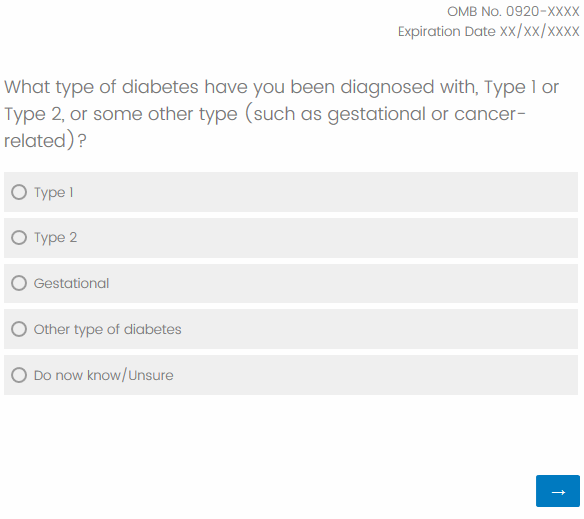 OMB No. 0920-XXXX
Expiration Date XX/XX/XXXX
What type of diabetes have you been diagnosed with, Type 1 or
Type 2, or some other type (such as gestational or cancer-
related)?
Type 1
Type 2
Gestational
Other type of diabetes
Do now know/Unsure
→